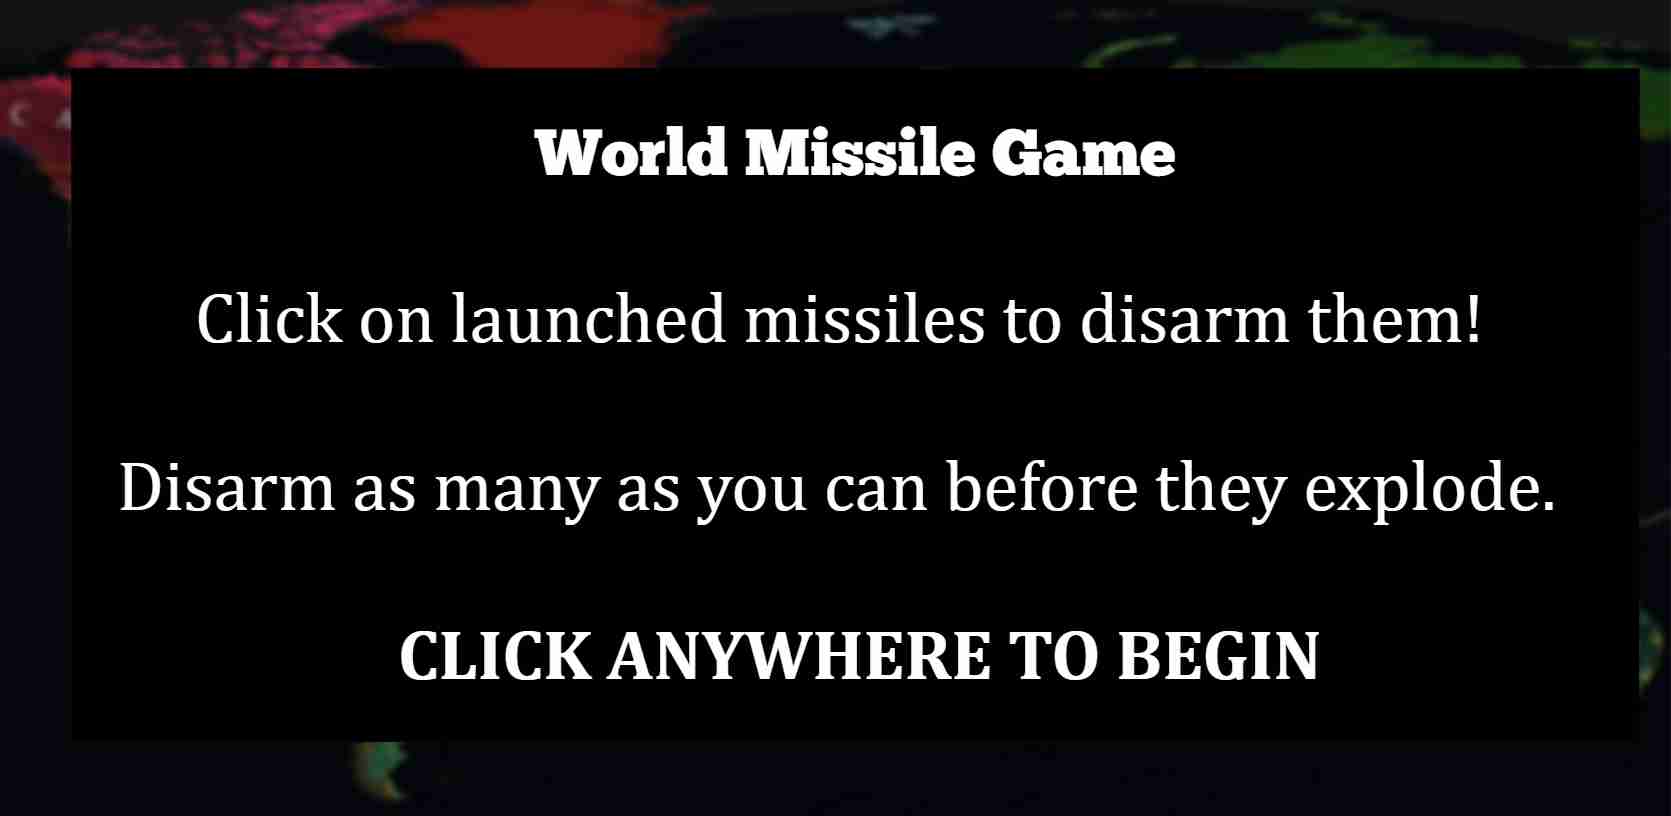 World Missile Game
Click on launched missiles to disarm them!
Disarm as many as you can before they explode.
CLICK ANYWHERE TO BEGIN